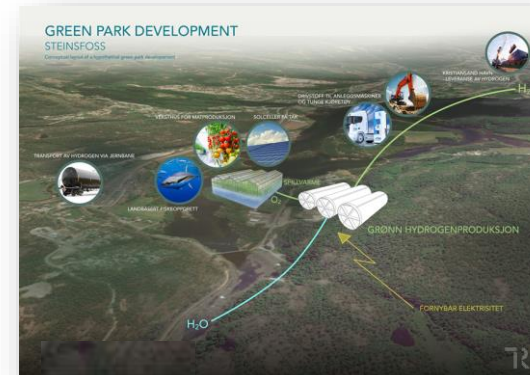 GREEN PARK DEVELOPMENT
STEINSFOSS
Conceptual layout of a hypothetical green park development
KRISTIANSAND HAVN
- LEVERANSE AV HYDROGEN
H
DRIVSTOFF TIL ANLEGGSMASKINER
OG TUNGE KJØRETØY
VEKSTHUS FOR MATPRODUKSJON
SOLCELLER PÅ TAK
TRANSPORT AV HYDROGEN VIA JERNBANE
LANDBASERT FISKEOPPDRETT
SPILLVARME
O₂
GRØNN HYDROGENPRODUKSJON
FORNYBAR ELEKTRISITET
H₂O